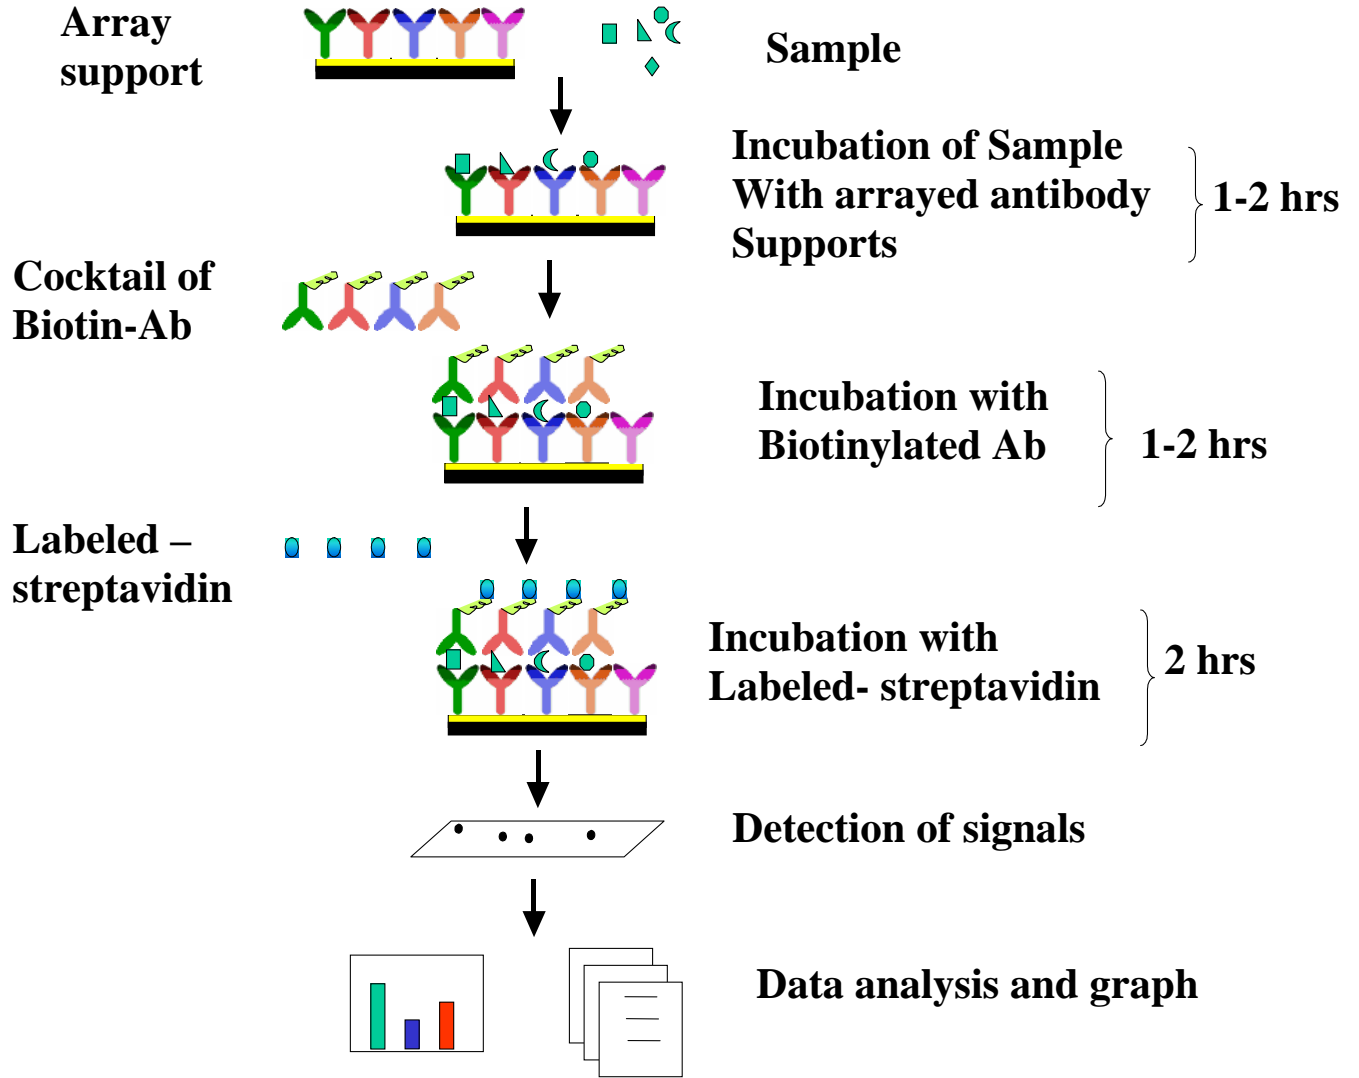 Array
support
Sample
Incubation of Sample
With arrayed antibody
Supports
1-2 hrs
Cocktail of
Biotin-Ab
Incubation with
Biotinylated Ab
1-2 hrs
Labeled –
streptavidin
Incubation with
Labeled- streptavidin
2 hrs
Detection of signals
Data analysis and graph